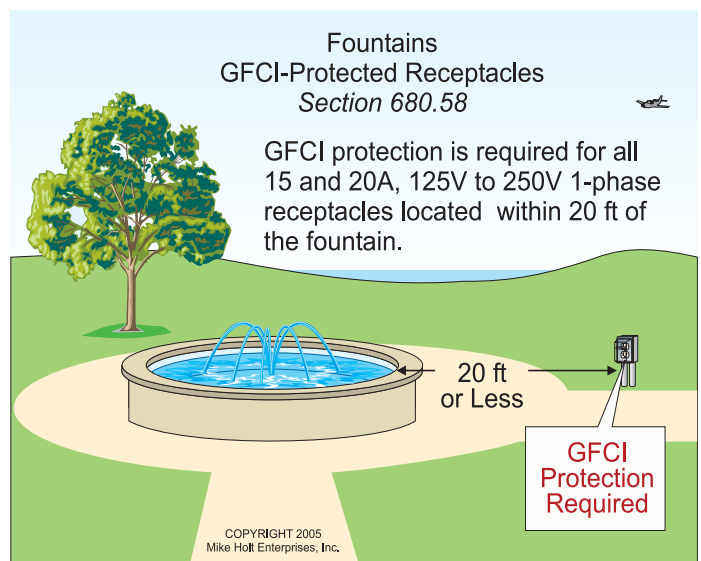 Fountains
GFCI-Protected Receptacles
Section 680.58
GFCI protection is required for all
15 and 20A, 125V to 250V 1-phase
receptacles located within 20 ft of
the fountain.
20 ft
or Less
GFCI
Protection
Required
COPYRIGHT 2005
Mike Holt Enterprises, Inc.